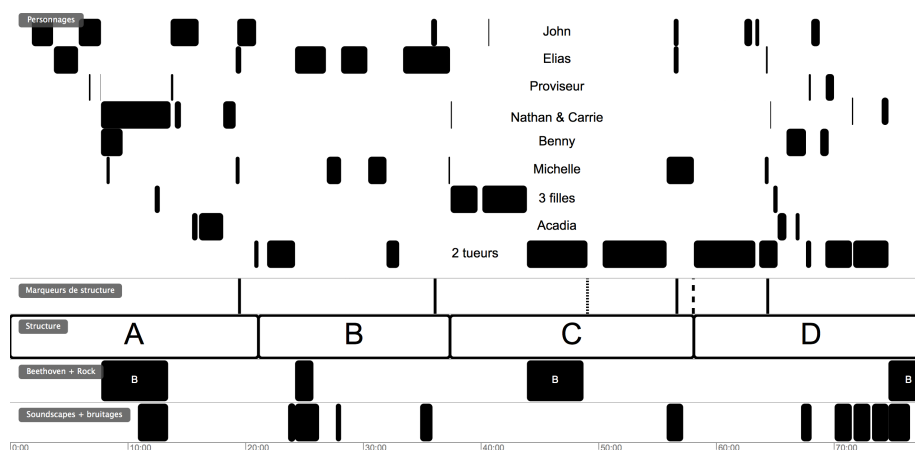 Personnages
John
Elias
Proviseur
Nathan & Carrie
Benny
Michelle
3 filles
Acadia
2 tueurs
Marqueurs de structure
Structure
A B C D
Beethoven + Rock
B B B
Soundscapes + bruitages
0:00 10:00 20:00 30:00 40:00 50:00 60:00 70:00